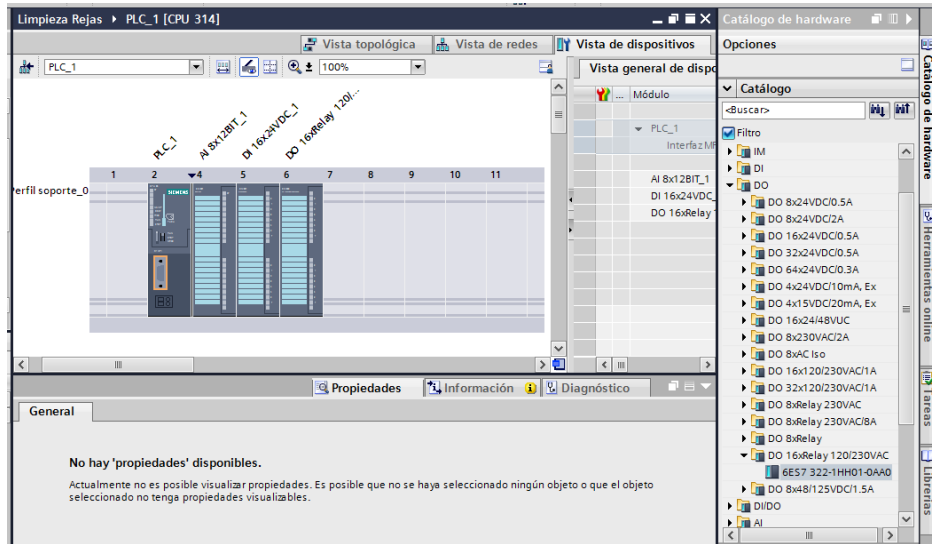 Limpieza Rejas ▸ PLC_1 [CPU 314]
Vista topológica
Vista de redes
Vista de dispositivos
PLC_1
100%
PLC_1
AI 8x12BIT_1
DI 16x24VDC_1
DO 16xRelay 120/...
1 2 4 5 6 7 8 9 10 11
Perfil soporte_0
SIEMENS
Vista general de dispo
... Módulo
PLC_1
Interfaz MP
AI 8x12BIT_1
DI 16x24VDC_
DO 16xRelay
Propiedades
Información
Diagnóstico
General
No hay 'propiedades' disponibles.
Actualmente no es posible visualizar propiedades. Es posible que no se haya seleccionado ningún objeto o que el objeto
seleccionado no tenga propiedades visualizables.
Catálogo de hardware
Opciones
Catálogo
<Buscar>
Filtro
IM
DI
DO
DO 8x24VDC/0.5A
DO 8x24VDC/2A
DO 16x24VDC/0.5A
DO 32x24VDC/0.5A
DO 64x24VDC/0.3A
DO 4x24VDC/10mA, Ex
DO 4x15VDC/20mA, Ex
DO 16x24/48VUC
DO 8x230VAC/2A
DO 8xAC Iso
DO 16x120/230VAC/1A
DO 32x120/230VAC/1A
DO 8xRelay 230VAC
DO 8xRelay 230VAC/8A
DO 8xRelay
DO 16xRelay 120/230VAC
6ES7 322-1HH01-0AA0
DO 8x48/125VDC/1.5A
DI/DO
AI
Catálogo de hardware
Herramientas online
Tareas
Librerías